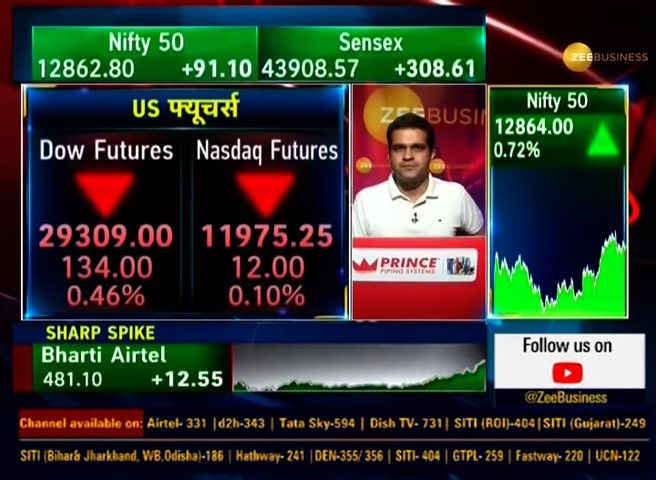 Nifty 50
12862.80 +91.10
Sensex
43908.57 +308.61
ZEE BUSINESS
US फ्यूचर्स
Dow Futures
29309.00
134.00
0.46%
Nasdaq Futures
11975.25
12.00
0.10%
ZEE BUSINESS
PRINCE
PIPING SYSTEMS
Nifty 50
12864.00
0.72%
SHARP SPIKE
Bharti Airtel
481.10 +12.55
Follow us on
@ZeeBusiness
Channel available on: Airtel- 331 |d2h-343 | Tata Sky-594 | Dish TV- 731| SITI (ROI)-404|SITI (Gujarat)-249
SITI (Bihar& Jharkhand, WB,Odisha)-186 | Hathway- 241 |DEN-355/ 356 | SITI- 404 | GTPL- 259 | Fastway- 220 | UCN-122